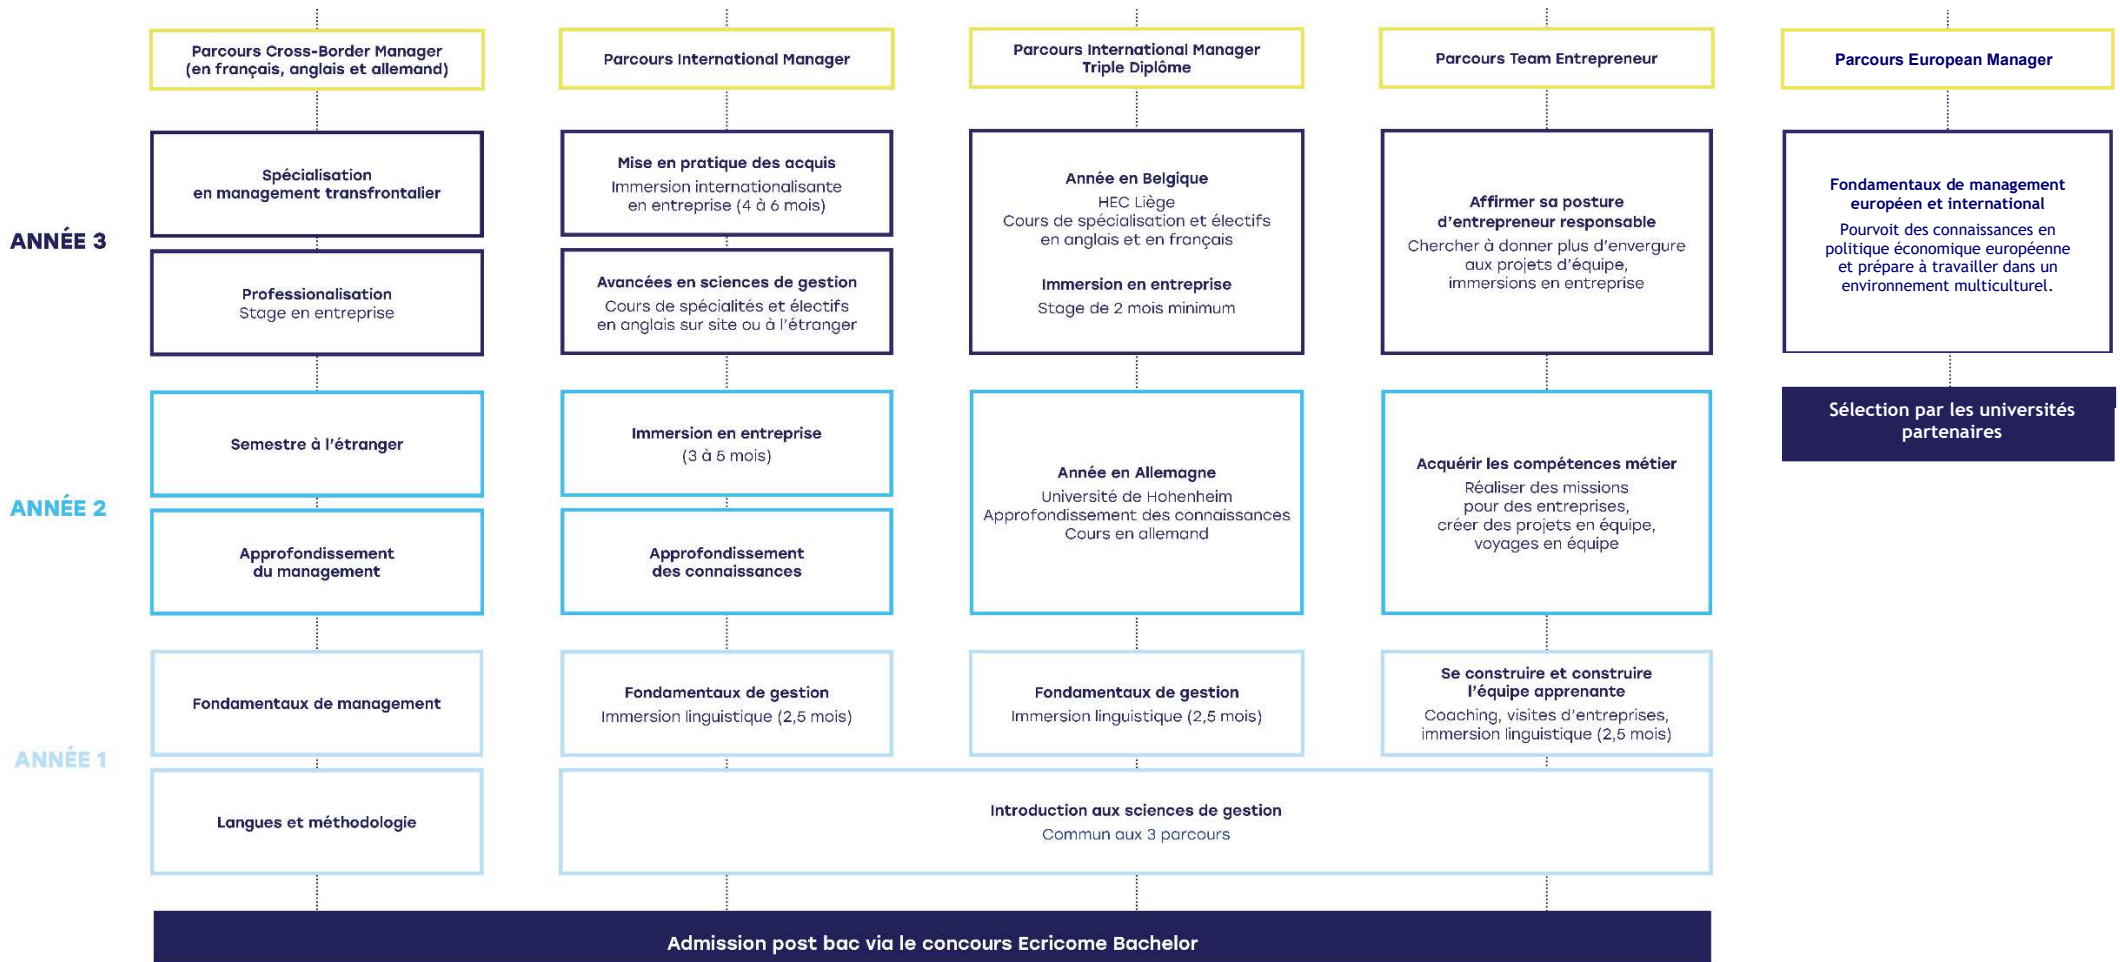 Parcours Cross-Border Manager
(en français, anglais et allemand)
Parcours International Manager
Parcours International Manager
Triple Diplôme
Parcours Team Entrepreneur
Parcours European Manager
ANNÉE 3
Spécialisation
en management transfrontalier
Professionalisation
Stage en entreprise
Mise en pratique des acquis
Immersion internationalisante
en entreprise (4 à 6 mois)
Avancées en sciences de gestion
Cours de spécialités et électifs
en anglais sur site ou à l'étranger
Année en Belgique
HEC Liège
Cours de spécialisation et électifs
en anglais et en français
Immersion en entreprise
Stage de 2 mois minimum
Affirmer sa posture
d'entrepreneur responsable
Chercher à donner plus d'envergure
aux projets d'équipe,
immersions en entreprise
Fondamentaux de management
européen et international
Pourvoit des connaissances en
politique économique européenne
et prépare à travailler dans un
environnement multiculturel.
Sélection par les universités
partenaires
ANNÉE 2
Semestre à l'étranger
Approfondissement
du management
Immersion en entreprise
(3 à 5 mois)
Approfondissement
des connaissances
Année en Allemagne
Université de Hohenheim
Approfondissement des connaissances
Cours en allemand
Acquérir les compétences métier
Réaliser des missions
pour des entreprises,
créer des projets en équipe,
voyages en équipe
ANNÉE 1
Fondamentaux de management
Langues et méthodologie
Fondamentaux de gestion
Immersion linguistique (2,5 mois)
Fondamentaux de gestion
Immersion linguistique (2,5 mois)
Se construire et construire
l'équipe apprenante
Coaching, visites d'entreprises,
immersion linguistique (2,5 mois)
Introduction aux sciences de gestion
Commun aux 3 parcours
Admission post bac via le concours Ecricome Bachelor